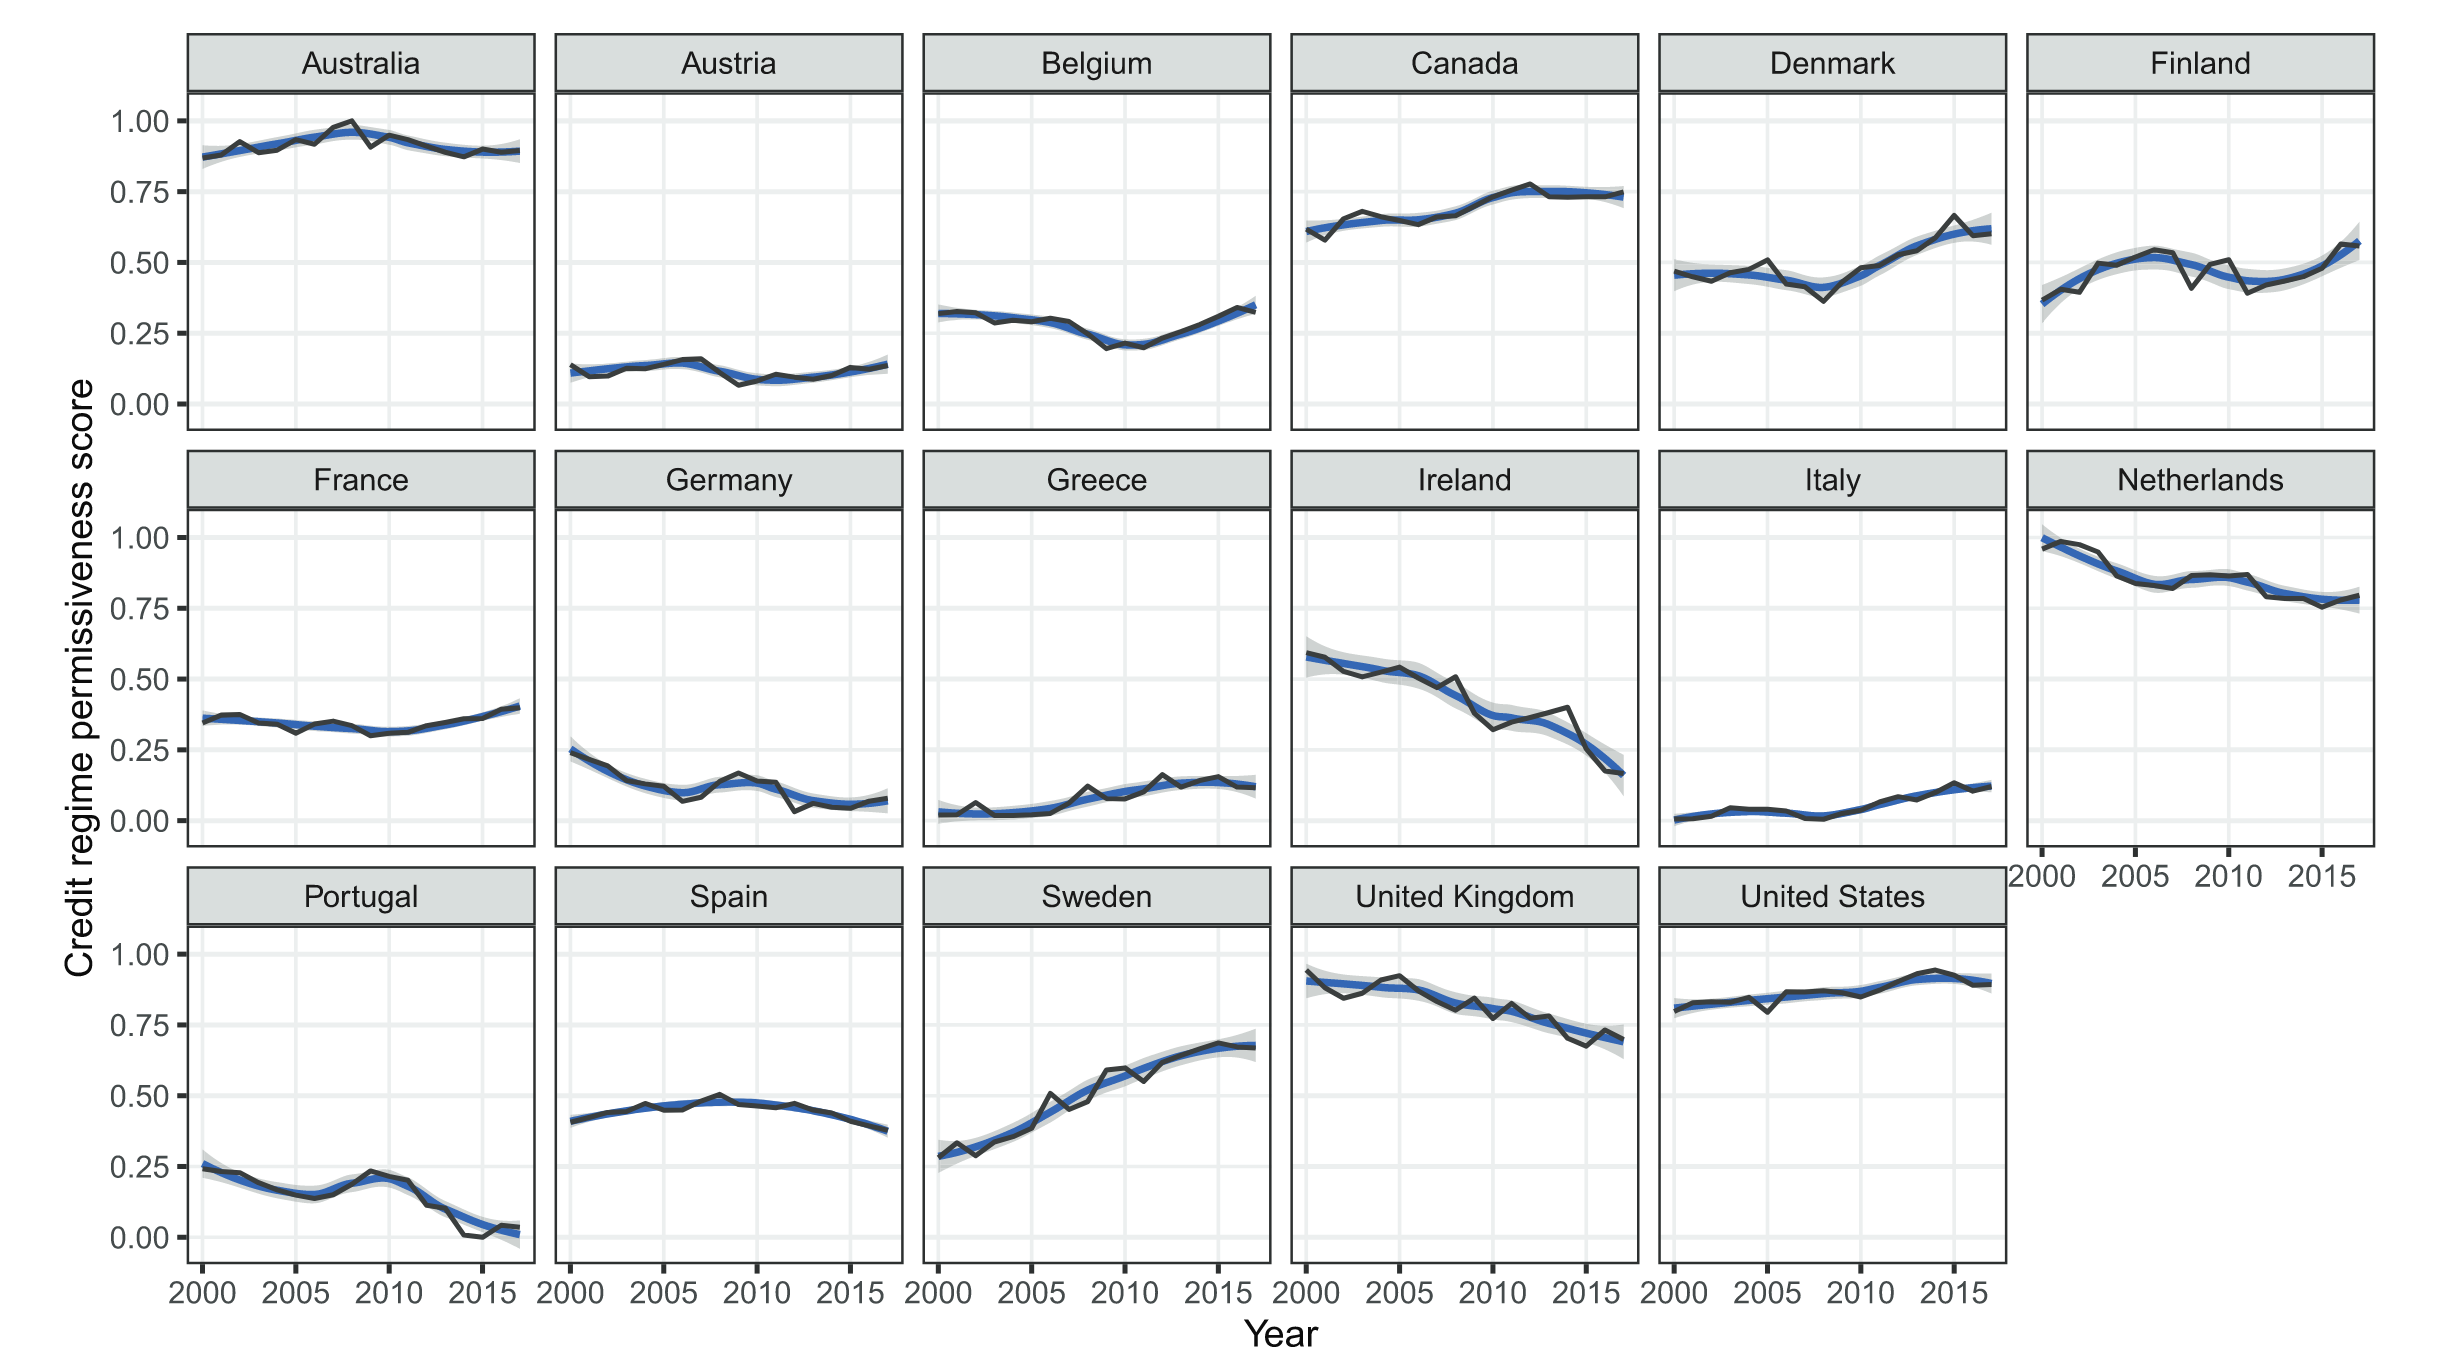 Australia Austria Belgium Canada Denmark Finland
1.00
0.75
0.50
0.25
0.00
France Germany Greece Ireland Italy Netherlands
1.00
0.75
0.50
0.25
0.00
2000 2005 2010 2015
Portugal Spain Sweden United Kingdom United States
1.00
0.75
0.50
0.25
0.00
2000 2005 2010 2015 2000 2005 2010 2015 2000 2005 2010 2015 2000 2005 2010 2015 2000 2005 2010 2015
Year
Credit regime permissiveness score